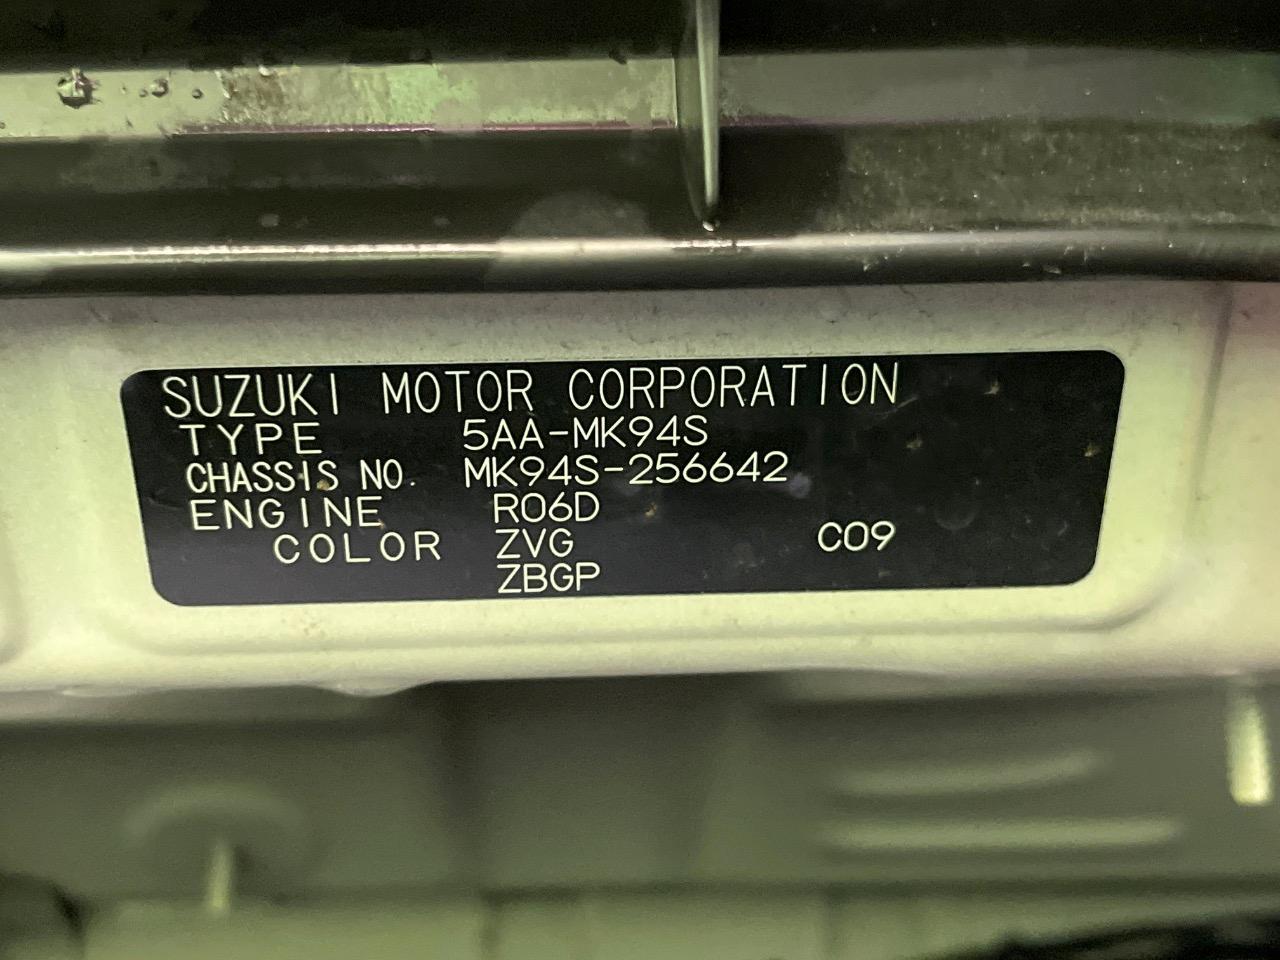 SUZUKI MOTOR CORPORATION
TYPE 5AA-MK94S
CHASSIS NO. MK94S-256642
ENGINE R06D
COLOR ZVG C09
ZBGP